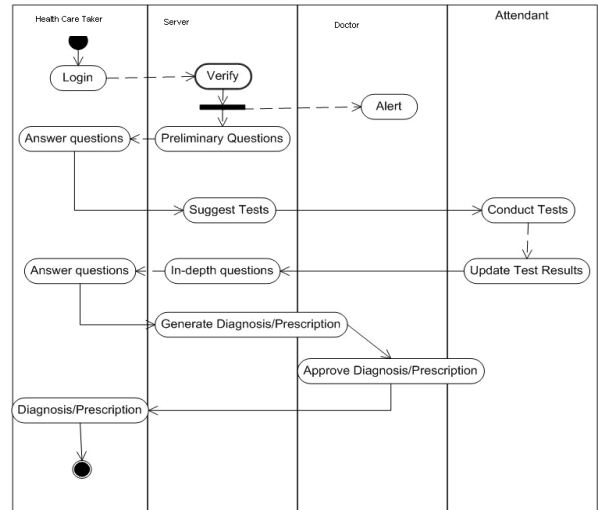 Health Care Taker
Server
Doctor
Attendant
Login
Verify
Alert
Answer questions
Preliminary Questions
Suggest Tests
Conduct Tests
Answer questions
In-depth questions
Update Test Results
Generate Diagnosis/Prescription
Approve Diagnosis/Prescription
Diagnosis/Prescription